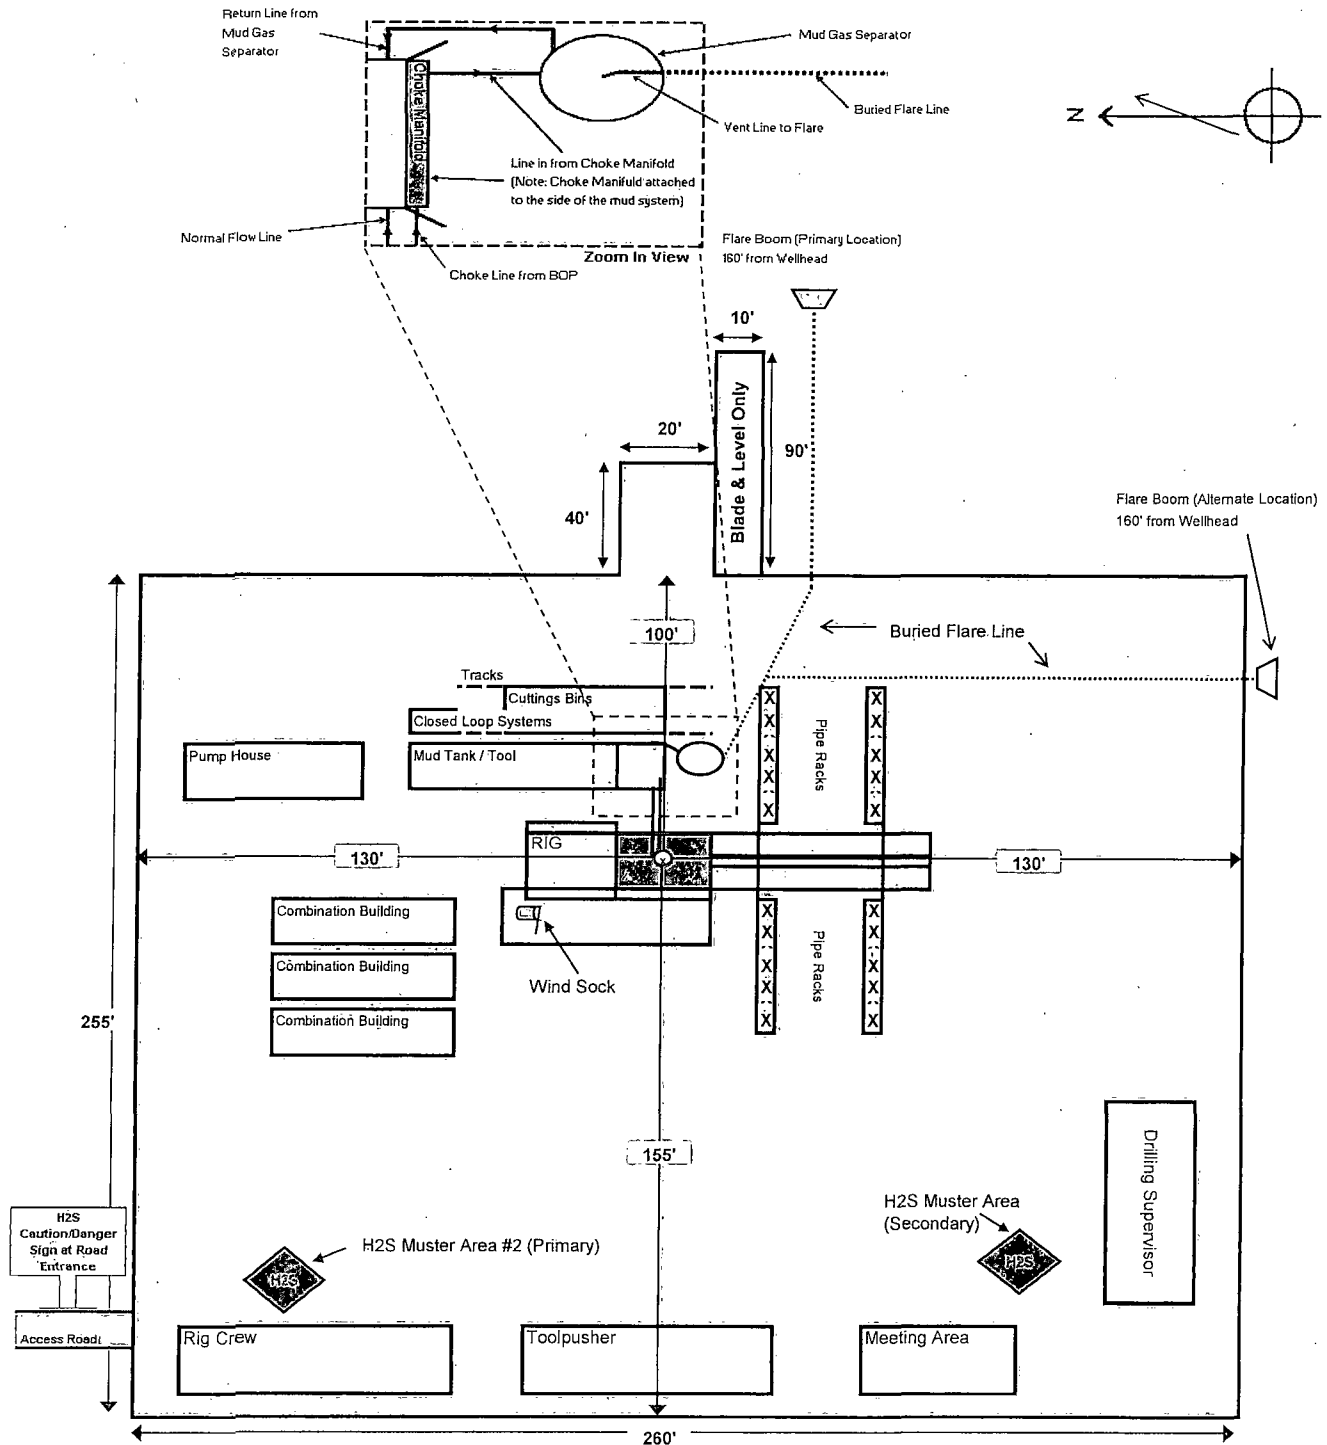 Return Line from
Mud Gas
Separator
Mud Gas Separator
Buried Flare Line
Vent Line to Flare
Choke Manifold
Line in from Choke Manifold
(Note: Choke Manifuld attached
to the side of the mud system)
Normal Flow Line
Choke Line from BOP
Zoom In View
N
Flare Boom (Primary Location)
160' from Wellhead
10'
Blade & Level Only
90'
20'
40'
Flare Boom (Alternate Location)
160' from Wellhead
100'
Buried Flare Line
Tracks
Cuttings Bins
Closed Loop Systems
Pump House
Mud Tank / Tool
Pipe Racks
X X
X X
X X
X X
X X
RIG
130'
130'
Combination Building
Combination Building
Combination Building
Wind Sock
Pipe Racks
X X
X X
X X
X X
X X
255'
155'
Drilling Supervisor
H2S
Caution/Danger
Sign at Road
Entrance
Access Road
H2S Muster Area #2 (Primary)
H2S
H2S Muster Area
(Secondary)
H2S
Rig Crew
Toolpusher
Meeting Area
260'